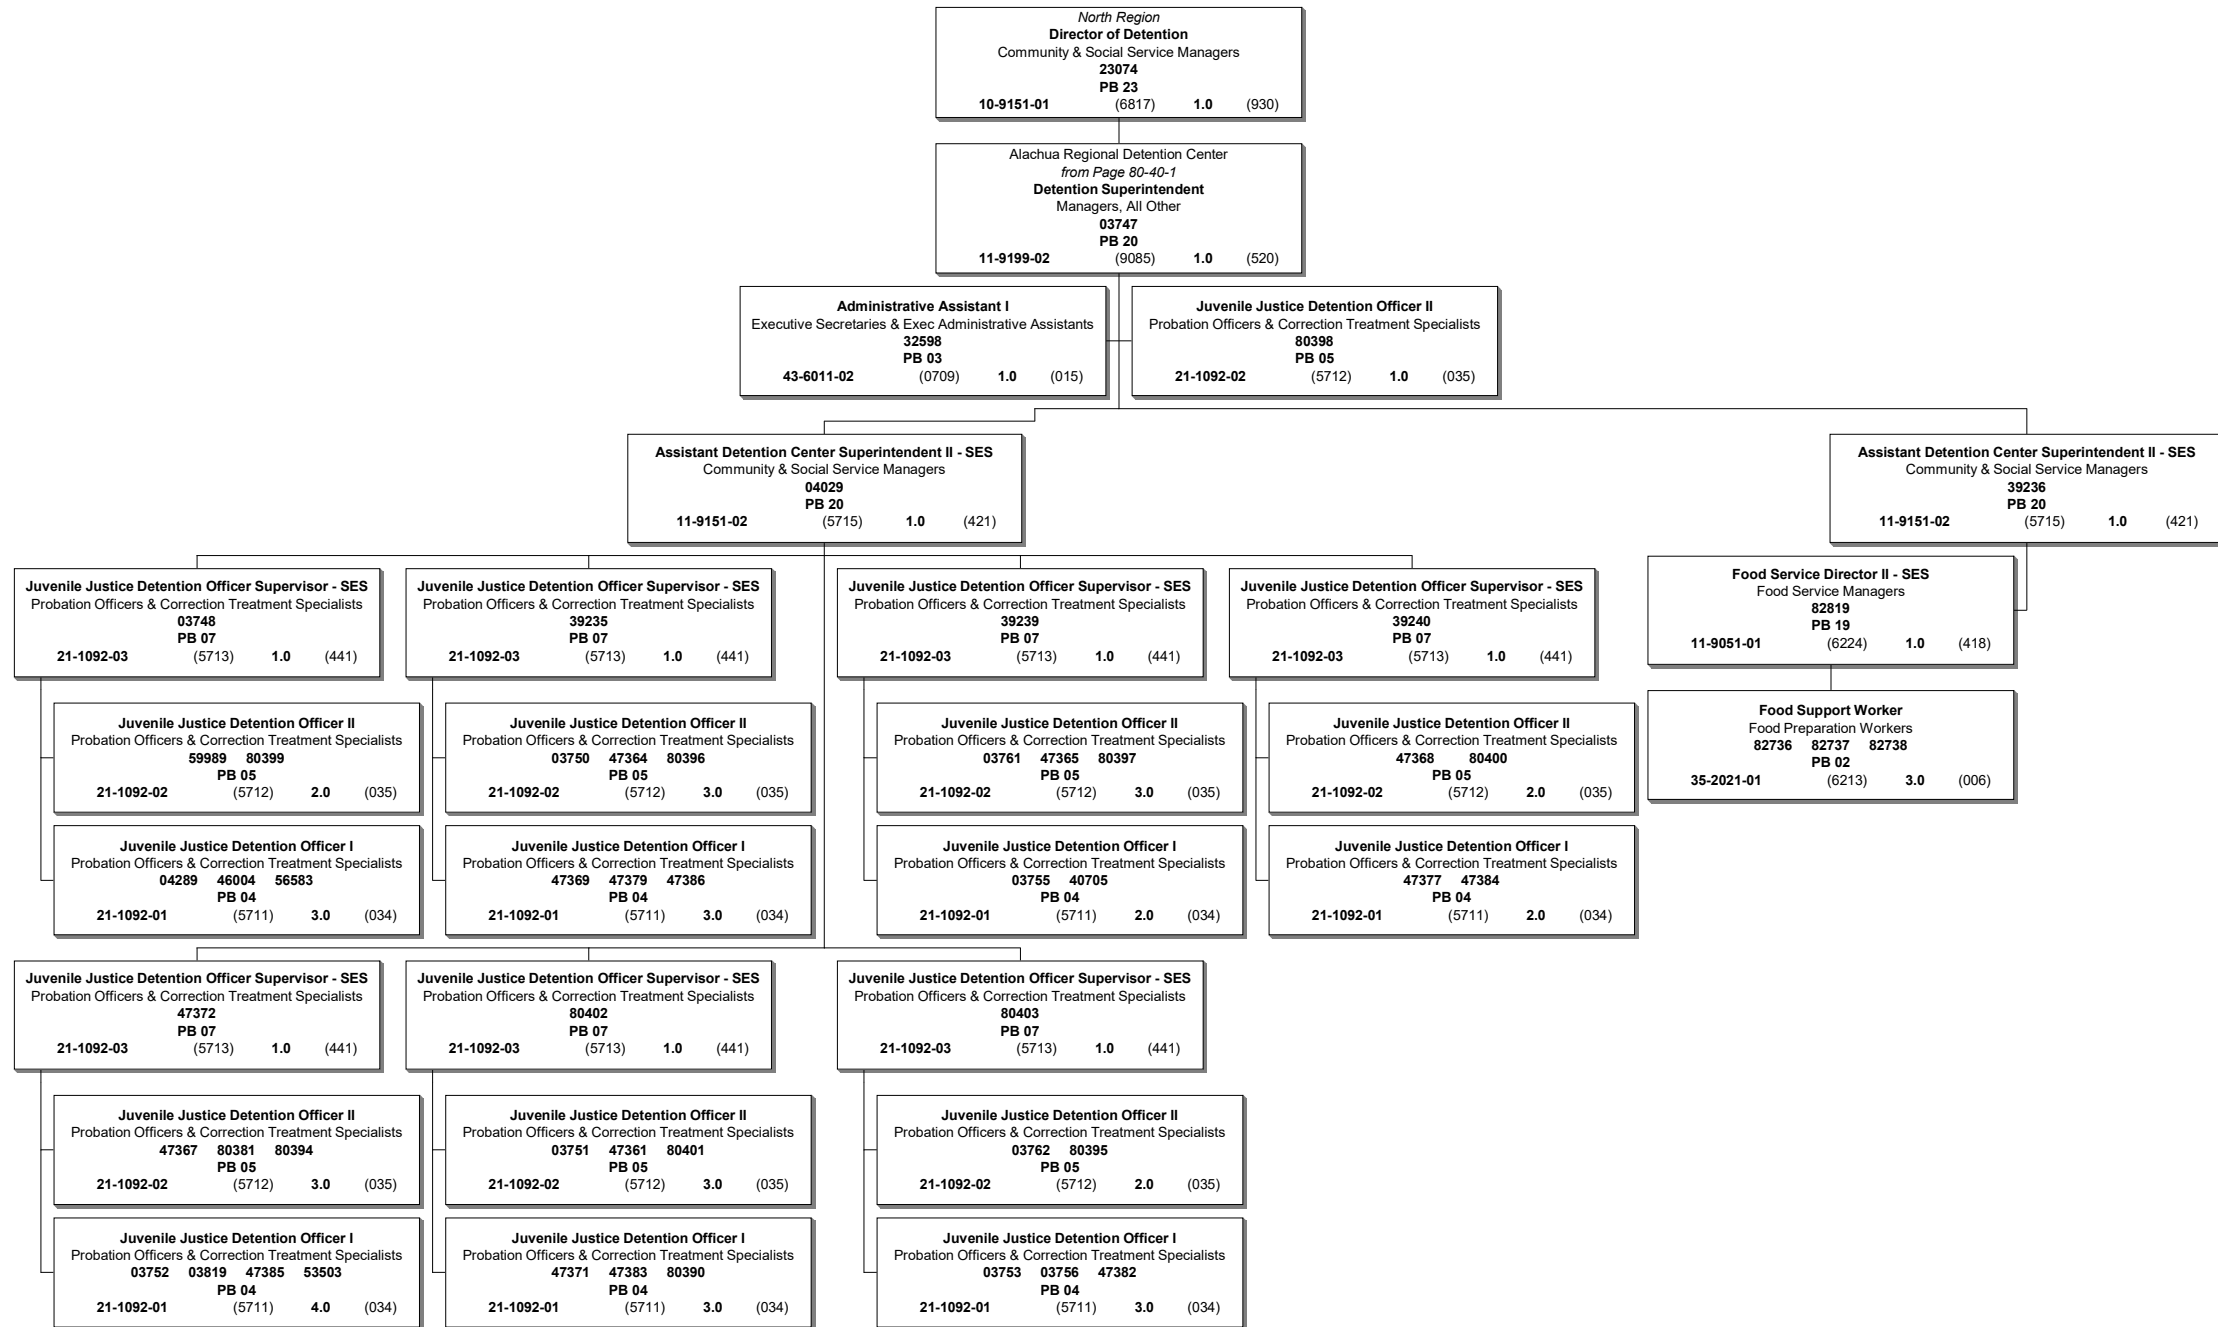 North Region
Director of Detention
Community & Social Service Managers
23074
PB 23
10-9151-01 (6817) 1.0 (930)
Alachua Regional Detention Center
from Page 80-40-1
Detention Superintendent
Managers, All Other
03747
PB 20
11-9199-02 (9085) 1.0 (520)
Administrative Assistant I
Executive Secretaries & Exec Administrative Assistants
32598
PB 03
43-6011-02 (0709) 1.0 (015)
Juvenile Justice Detention Officer II
Probation Officers & Correction Treatment Specialists
80398
PB 05
21-1092-02 (5712) 1.0 (035)
Assistant Detention Center Superintendent II - SES
Community & Social Service Managers
04029
PB 20
11-9151-02 (5715) 1.0 (421)
Assistant Detention Center Superintendent II - SES
Community & Social Service Managers
39236
PB 20
11-9151-02 (5715) 1.0 (421)
Juvenile Justice Detention Officer Supervisor - SES
Probation Officers & Correction Treatment Specialists
03748
PB 07
21-1092-03 (5713) 1.0 (441)
Juvenile Justice Detention Officer Supervisor - SES
Probation Officers & Correction Treatment Specialists
39235
PB 07
21-1092-03 (5713) 1.0 (441)
Juvenile Justice Detention Officer Supervisor - SES
Probation Officers & Correction Treatment Specialists
39239
PB 07
21-1092-03 (5713) 1.0 (441)
Juvenile Justice Detention Officer Supervisor - SES
Probation Officers & Correction Treatment Specialists
39240
PB 07
21-1092-03 (5713) 1.0 (441)
Food Service Director II - SES
Food Service Managers
82819
PB 19
11-9051-01 (6224) 1.0 (418)
Juvenile Justice Detention Officer II
Probation Officers & Correction Treatment Specialists
59989 80399
PB 05
21-1092-02 (5712) 2.0 (035)
Juvenile Justice Detention Officer II
Probation Officers & Correction Treatment Specialists
03750 47364 80396
PB 05
21-1092-02 (5712) 3.0 (035)
Juvenile Justice Detention Officer II
Probation Officers & Correction Treatment Specialists
03761 47365 80397
PB 05
21-1092-02 (5712) 3.0 (035)
Juvenile Justice Detention Officer II
Probation Officers & Correction Treatment Specialists
47368 80400
PB 05
21-1092-02 (5712) 2.0 (035)
Food Support Worker
Food Preparation Workers
82736 82737 82738
PB 02
35-2021-01 (6213) 3.0 (006)
Juvenile Justice Detention Officer I
Probation Officers & Correction Treatment Specialists
04289 46004 56583
PB 04
21-1092-01 (5711) 3.0 (034)
Juvenile Justice Detention Officer I
Probation Officers & Correction Treatment Specialists
47369 47379 47386
PB 04
21-1092-01 (5711) 3.0 (034)
Juvenile Justice Detention Officer I
Probation Officers & Correction Treatment Specialists
03755 40705
PB 04
21-1092-01 (5711) 2.0 (034)
Juvenile Justice Detention Officer I
Probation Officers & Correction Treatment Specialists
47377 47384
PB 04
21-1092-01 (5711) 2.0 (034)
Juvenile Justice Detention Officer Supervisor - SES
Probation Officers & Correction Treatment Specialists
47372
PB 07
21-1092-03 (5713) 1.0 (441)
Juvenile Justice Detention Officer Supervisor - SES
Probation Officers & Correction Treatment Specialists
80402
PB 07
21-1092-03 (5713) 1.0 (441)
Juvenile Justice Detention Officer Supervisor - SES
Probation Officers & Correction Treatment Specialists
80403
PB 07
21-1092-03 (5713) 1.0 (441)
Juvenile Justice Detention Officer II
Probation Officers & Correction Treatment Specialists
47367 80381 80394
PB 05
21-1092-02 (5712) 3.0 (035)
Juvenile Justice Detention Officer II
Probation Officers & Correction Treatment Specialists
03751 47361 80401
PB 05
21-1092-02 (5712) 3.0 (035)
Juvenile Justice Detention Officer II
Probation Officers & Correction Treatment Specialists
03762 80395
PB 05
21-1092-02 (5712) 2.0 (035)
Juvenile Justice Detention Officer I
Probation Officers & Correction Treatment Specialists
03752 03819 47385 53503
PB 04
21-1092-01 (5711) 4.0 (034)
Juvenile Justice Detention Officer I
Probation Officers & Correction Treatment Specialists
47371 47383 80390
PB 04
21-1092-01 (5711) 3.0 (034)
Juvenile Justice Detention Officer I
Probation Officers & Correction Treatment Specialists
03753 03756 47382
PB 04
21-1092-01 (5711) 3.0 (034)